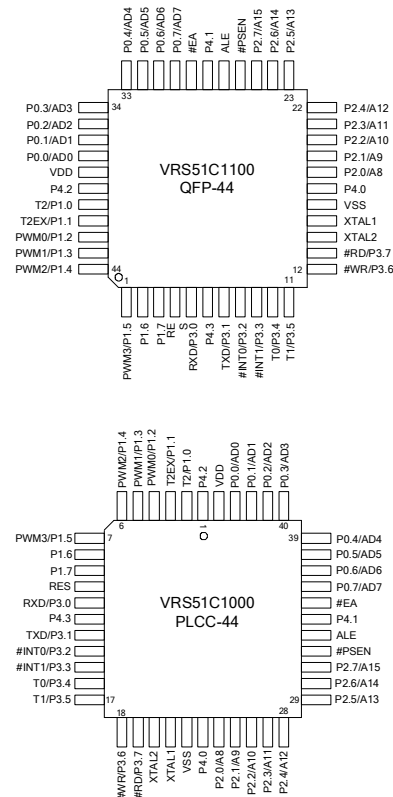 P0.4/AD4
P0.5/AD5
P0.6/AD6
P0.7/AD7
#EA
P4.1
ALE
#PSEN
P2.7/A15
P2.6/A14
P2.5/A13
33
23
P0.3/AD3
P0.2/AD2
P0.1/AD1
P0.0/AD0
VDD
P4.2
T2/P1.0
T2EX/P1.1
PWM0/P1.2
PWM1/P1.3
PWM2/P1.4
34
44
VRS51C1100
QFP-44
22
12
P2.4/A12
P2.3/A11
P2.2/A10
P2.1/A9
P2.0/A8
P4.0
VSS
XTAL1
XTAL2
#RD/P3.7
#WR/P3.6
1
11
PWM3/P1.5
P1.6
P1.7
RE
S
RXD/P3.0
P4.3
TXD/P3.1
#INT0/P3.2
#INT1/P3.3
T0/P3.4
T1/P3.5
PWM2/P1.4
PWM1/P1.3
PWM0/P1.2
T2EX/P1.1
T2/P1.0
P4.2
VDD
P0.0/AD0
P0.1/AD1
P0.2/AD2
P0.3/AD3
6
1
40
PWM3/P1.5
P1.6
P1.7
RES
RXD/P3.0
P4.3
TXD/P3.1
#INT0/P3.2
#INT1/P3.3
T0/P3.4
T1/P3.5
7
17
VRS51C1000
PLCC-44
39
29
P0.4/AD4
P0.5/AD5
P0.6/AD6
P0.7/AD7
#EA
P4.1
ALE
#PSEN
P2.7/A15
P2.6/A14
P2.5/A13
18
28
#WR/P3.6
#RD/P3.7
XTAL2
XTAL1
VSS
P4.0
P2.0/A8
P2.1/A9
P2.2/A10
P2.3/A11
P2.4/A12